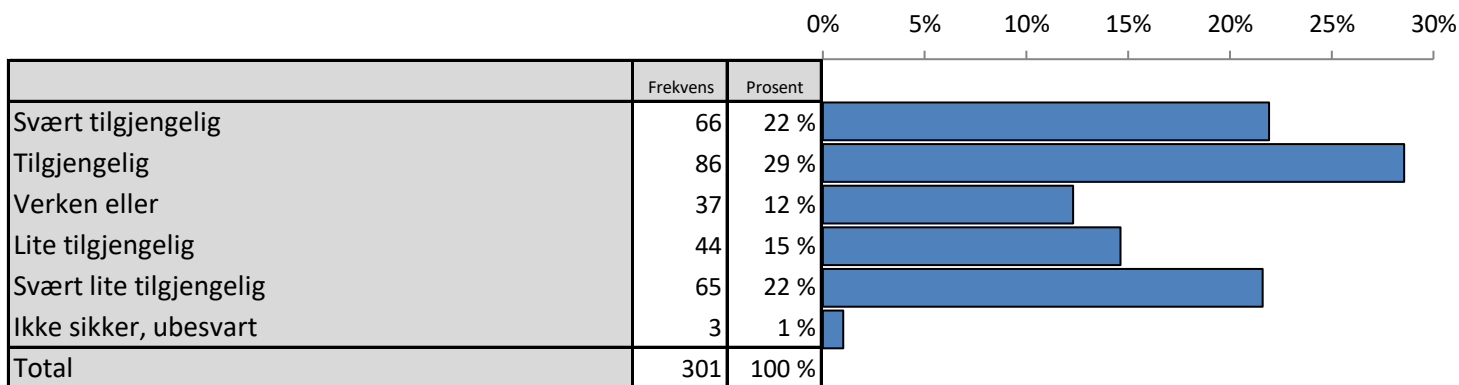 0% 5% 10% 15% 20% 25% 30%
Frekvens Prosent
Svært tilgjengelig 66 22 %
Tilgjengelig 86 29 %
Verken eller 37 12 %
Lite tilgjengelig 44 15 %
Svært lite tilgjengelig 65 22 %
Ikke sikker, ubesvart 3 1 %
Total 301 100 %